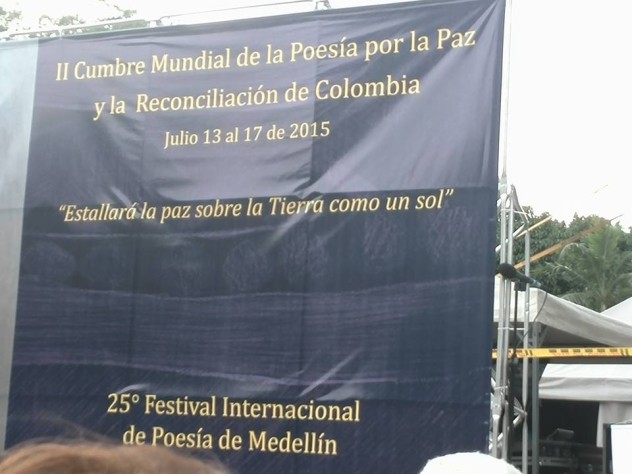 II Cumbre Mundial de la Poesía por la Paz
y la Reconciliación de Colombia
Julio 13 al 17 de 2015
“Estallará la paz sobre la Tierra como un sol”
25° Festival Internacional
de Poesía de Medellín